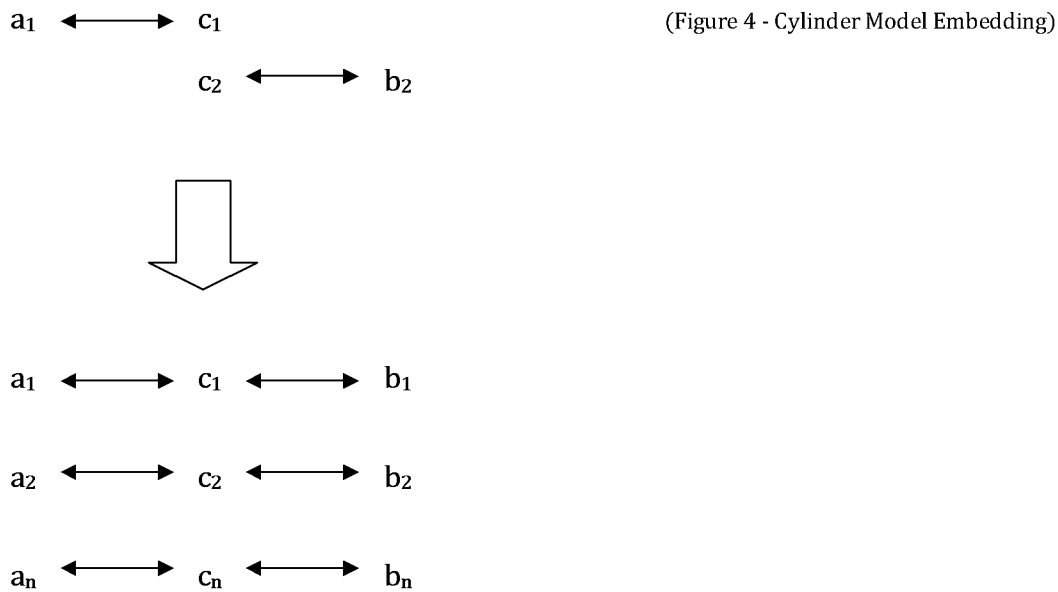 a₁ c₁ (Figure 4 - Cylinder Model Embedding)
c₂ b₂
a₁ c₁ b₁
a₂ c₂ b₂
aₙ cₙ bₙ